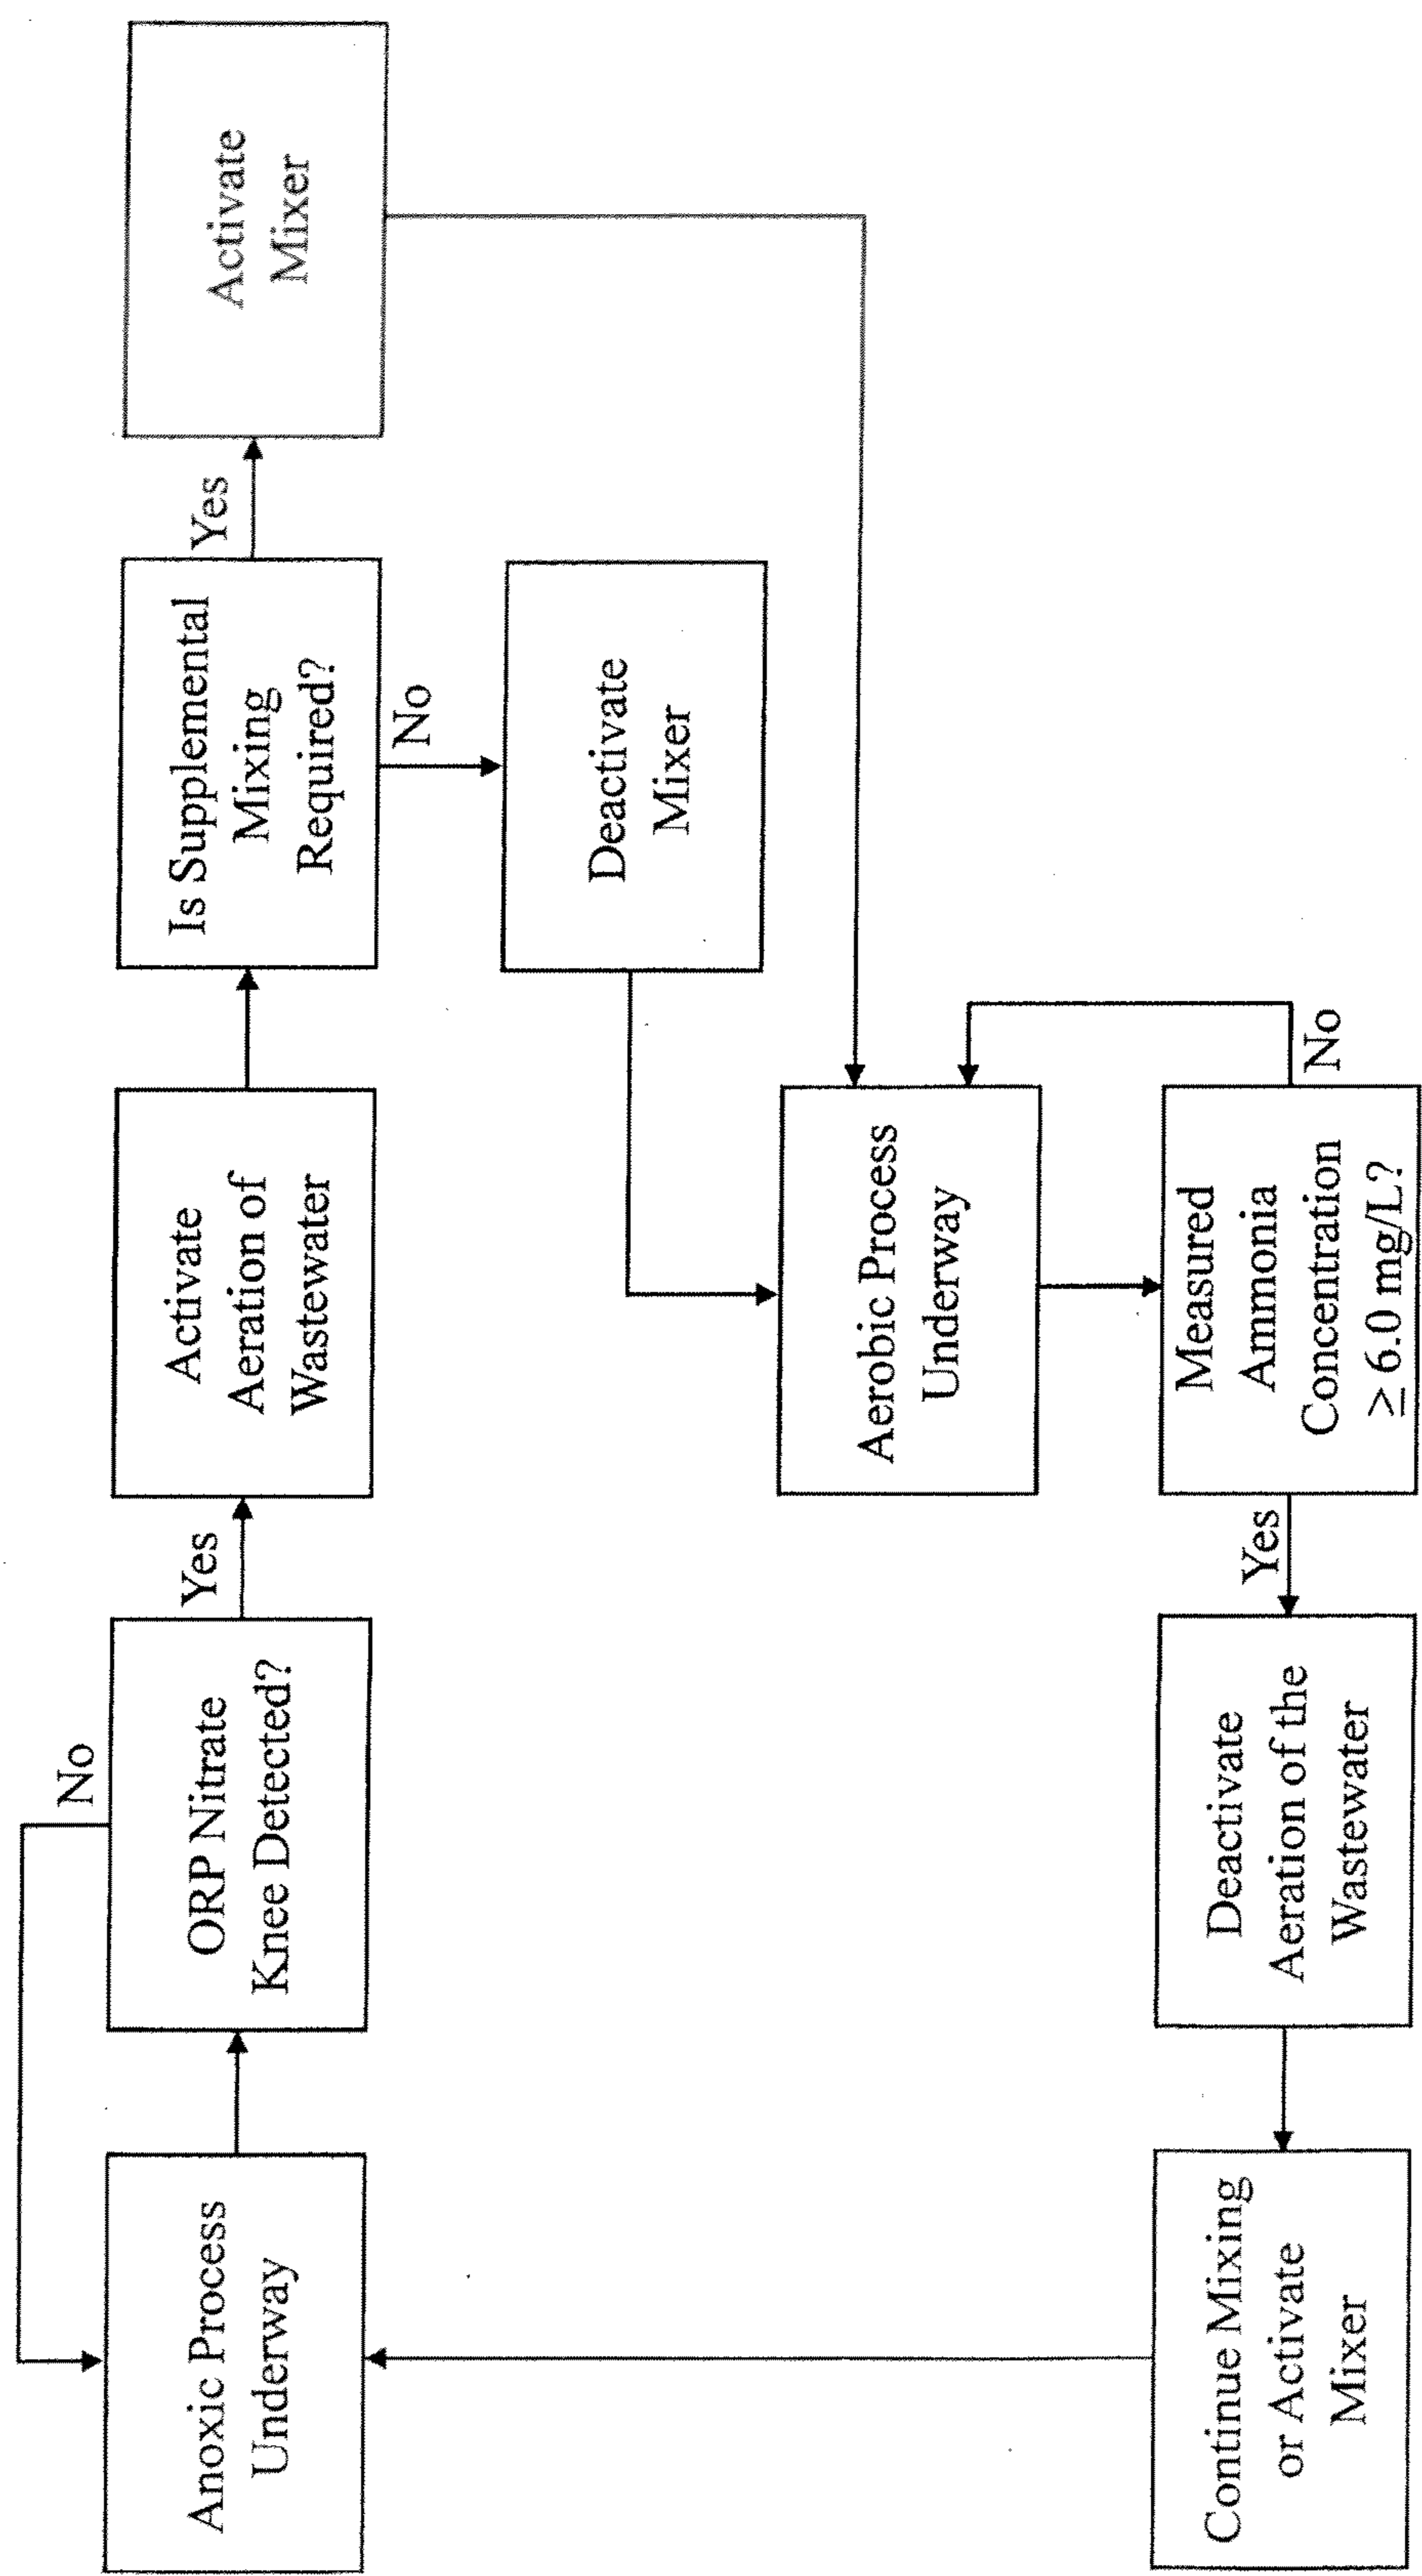 Anoxic Process
Underway
No
ORP Nitrate
Knee Detected?
Yes
Activate
Aeration of
Wastewater
Is Supplemental
Mixing
Required?
Yes
Activate
Mixer
No
Deactivate
Mixer
Aerobic Process
Underway
Measured
Ammonia
Concentration
≥ 6.0 mg/L?
No
Yes
Deactivate
Aeration of the
Wastewater
Continue Mixing
or Activate
Mixer